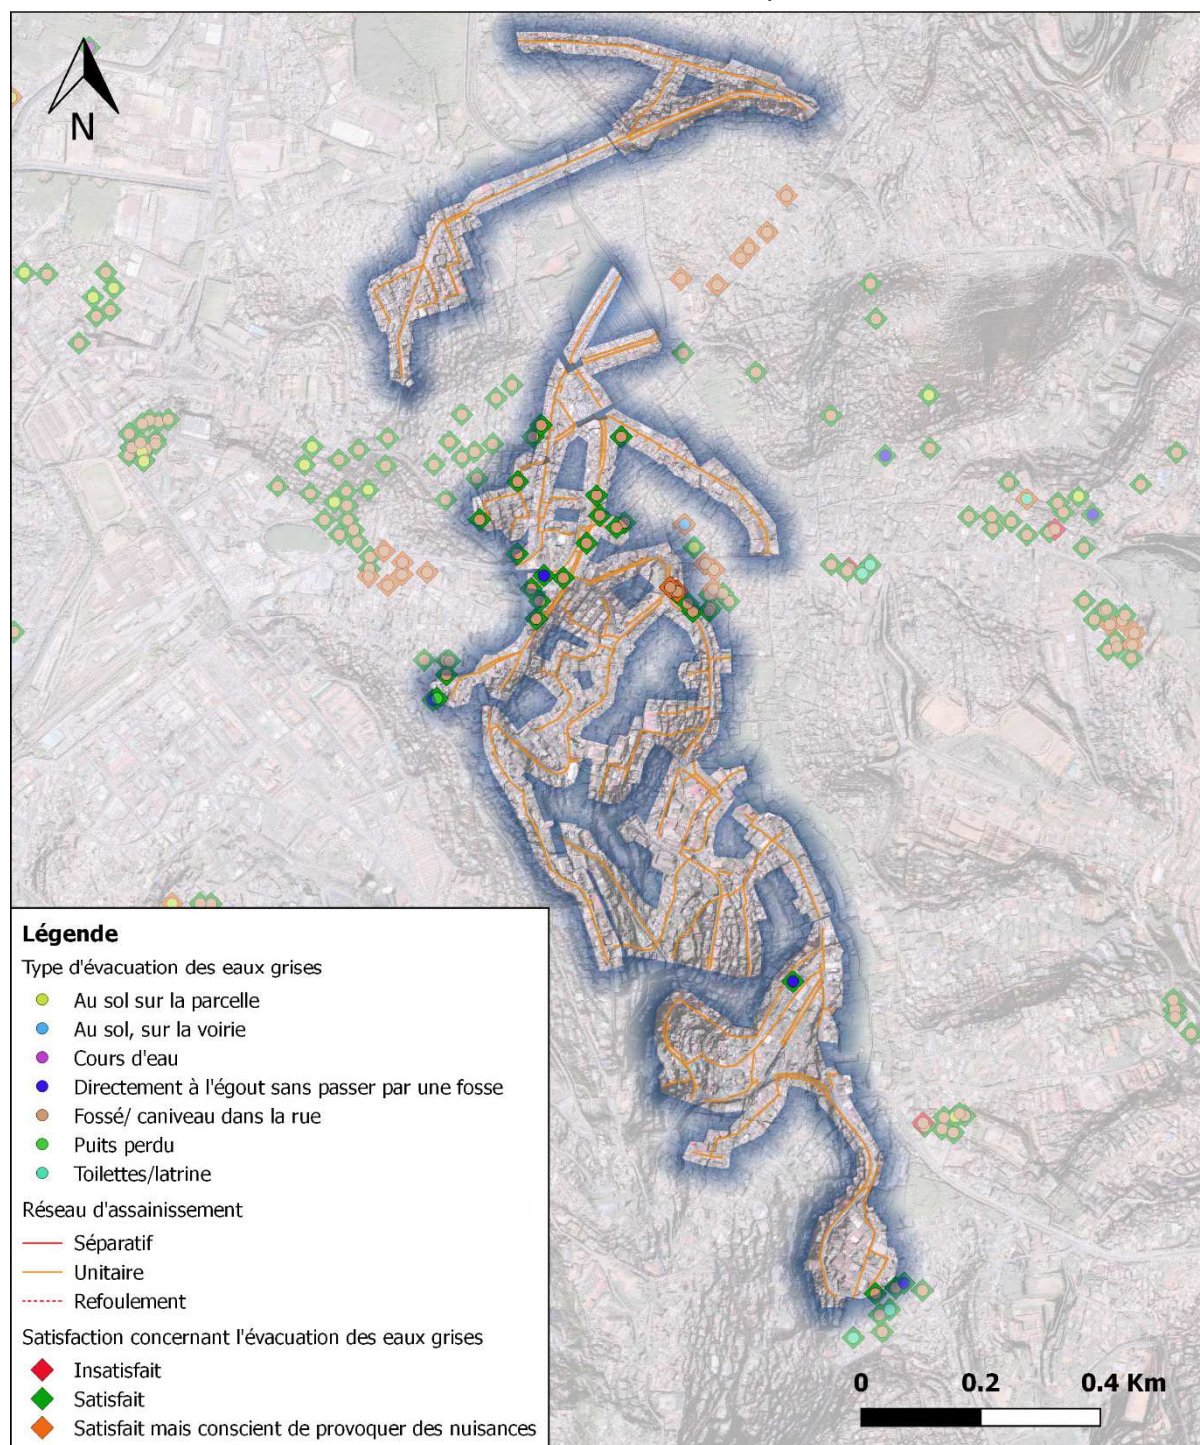 N
Légende
Type d'évacuation des eaux grises
Au sol sur la parcelle
Au sol, sur la voirie
Cours d'eau
Directement à l'égout sans passer par une fosse
Fossé/ caniveau dans la rue
Puits perdu
Toilettes/latrine
Réseau d'assainissement
Séparatif
Unitaire
Refoulement
Satisfaction concernant l'évacuation des eaux grises
Insatisfait
Satisfait
Satisfait mais conscient de provoquer des nuisances
0 0.2 0.4 Km